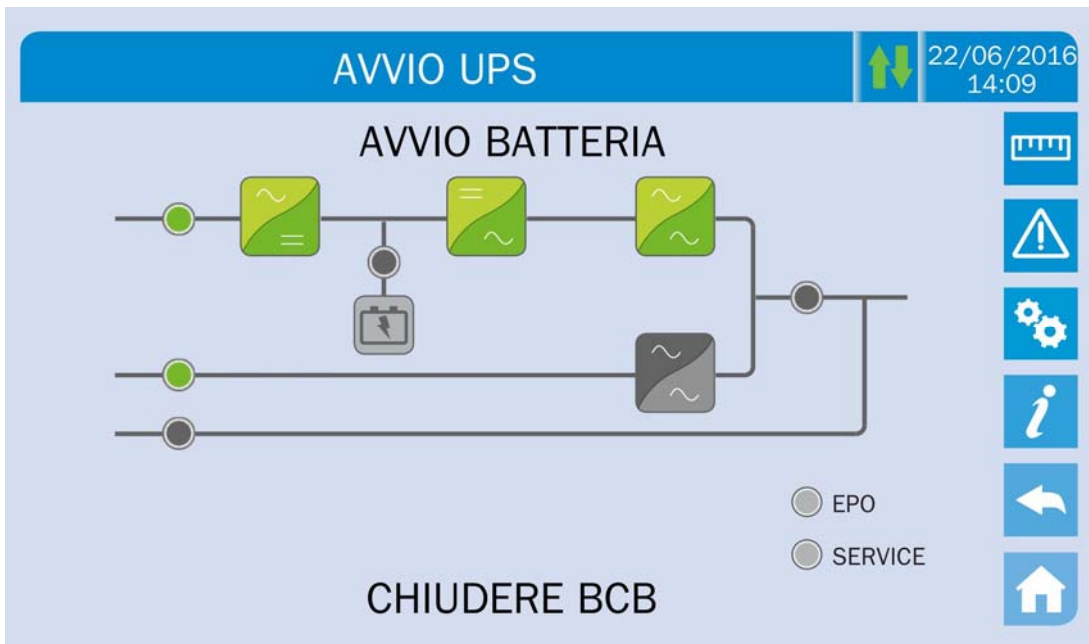 AVVIO UPS
22/06/2016
14:09
AVVIO BATTERIA
EPO
SERVICE
CHIUDERE BCB